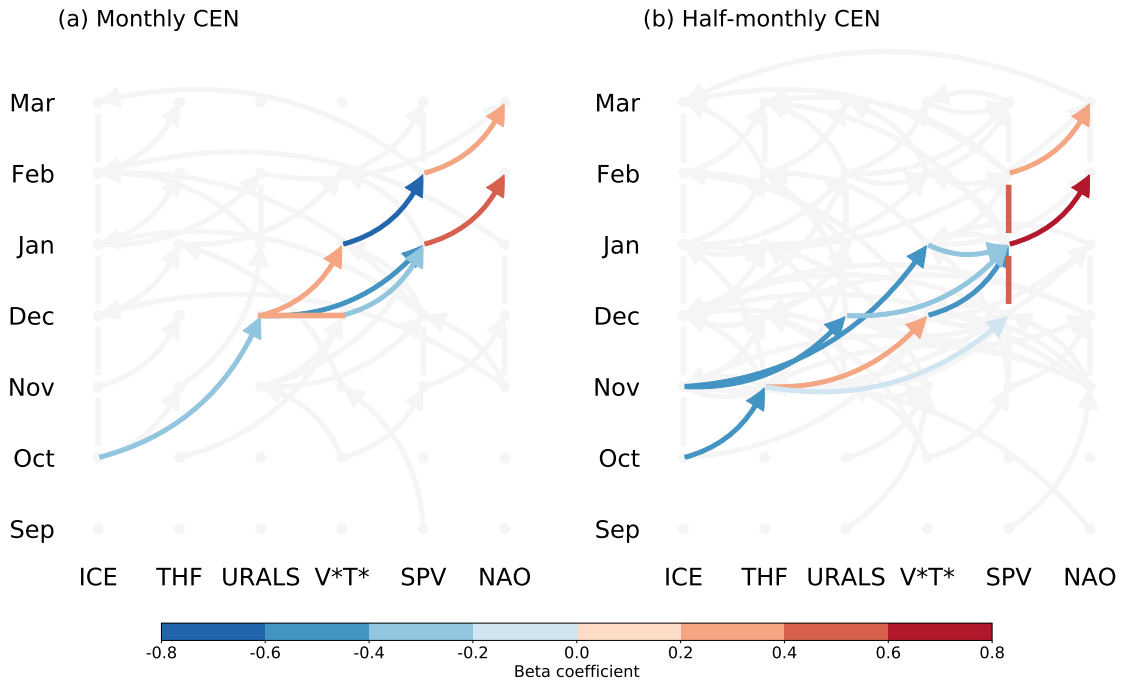 (a) Monthly CEN
Mar
Feb
Jan
Dec
Nov
Oct
Sep
ICE THF URALS V*T* SPV NAO
(b) Half-monthly CEN
Mar
Feb
Jan
Dec
Nov
Oct
Sep
ICE THF URALS V*T* SPV NAO
-0.8 -0.6 -0.4 -0.2 0.0 0.2 0.4 0.6 0.8
Beta coefficient